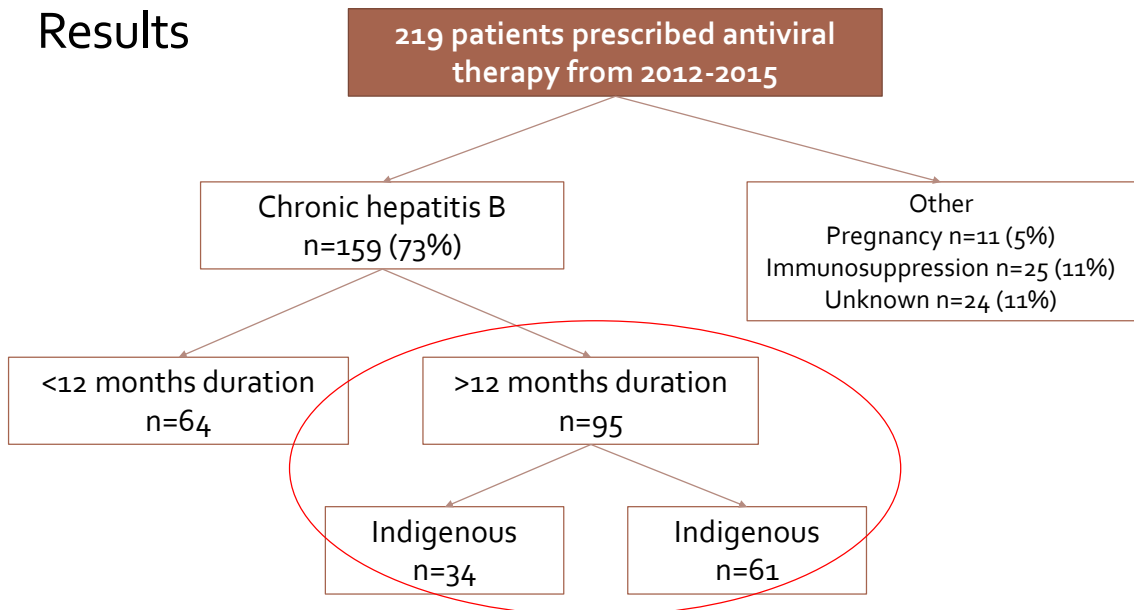 Results
219 patients prescribed antiviral
therapy from 2012-2015
Chronic hepatitis B
n=159 (73%)
Other
Pregnancy n=11 (5%)
Immunosuppression n=25 (11%)
Unknown n=24 (11%)
<12 months duration
n=64
>12 months duration
n=95
Indigenous
n=34
Indigenous
n=61